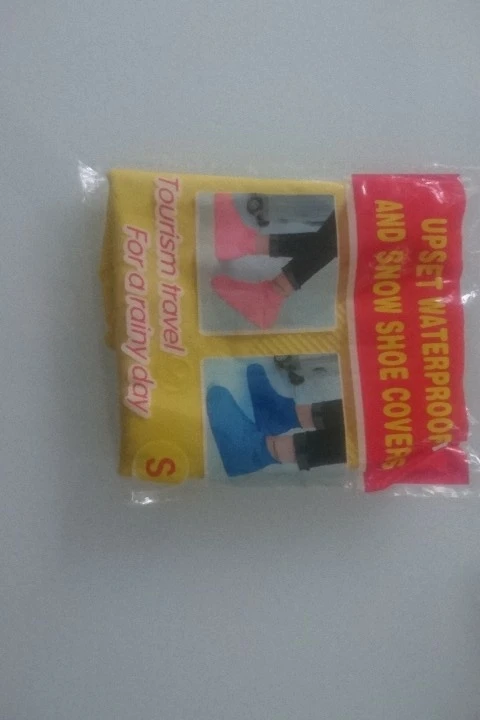 UPSET WATERPROOF
AND SNOW SHOE COVERS
Tourism travel
For a rainy day
S